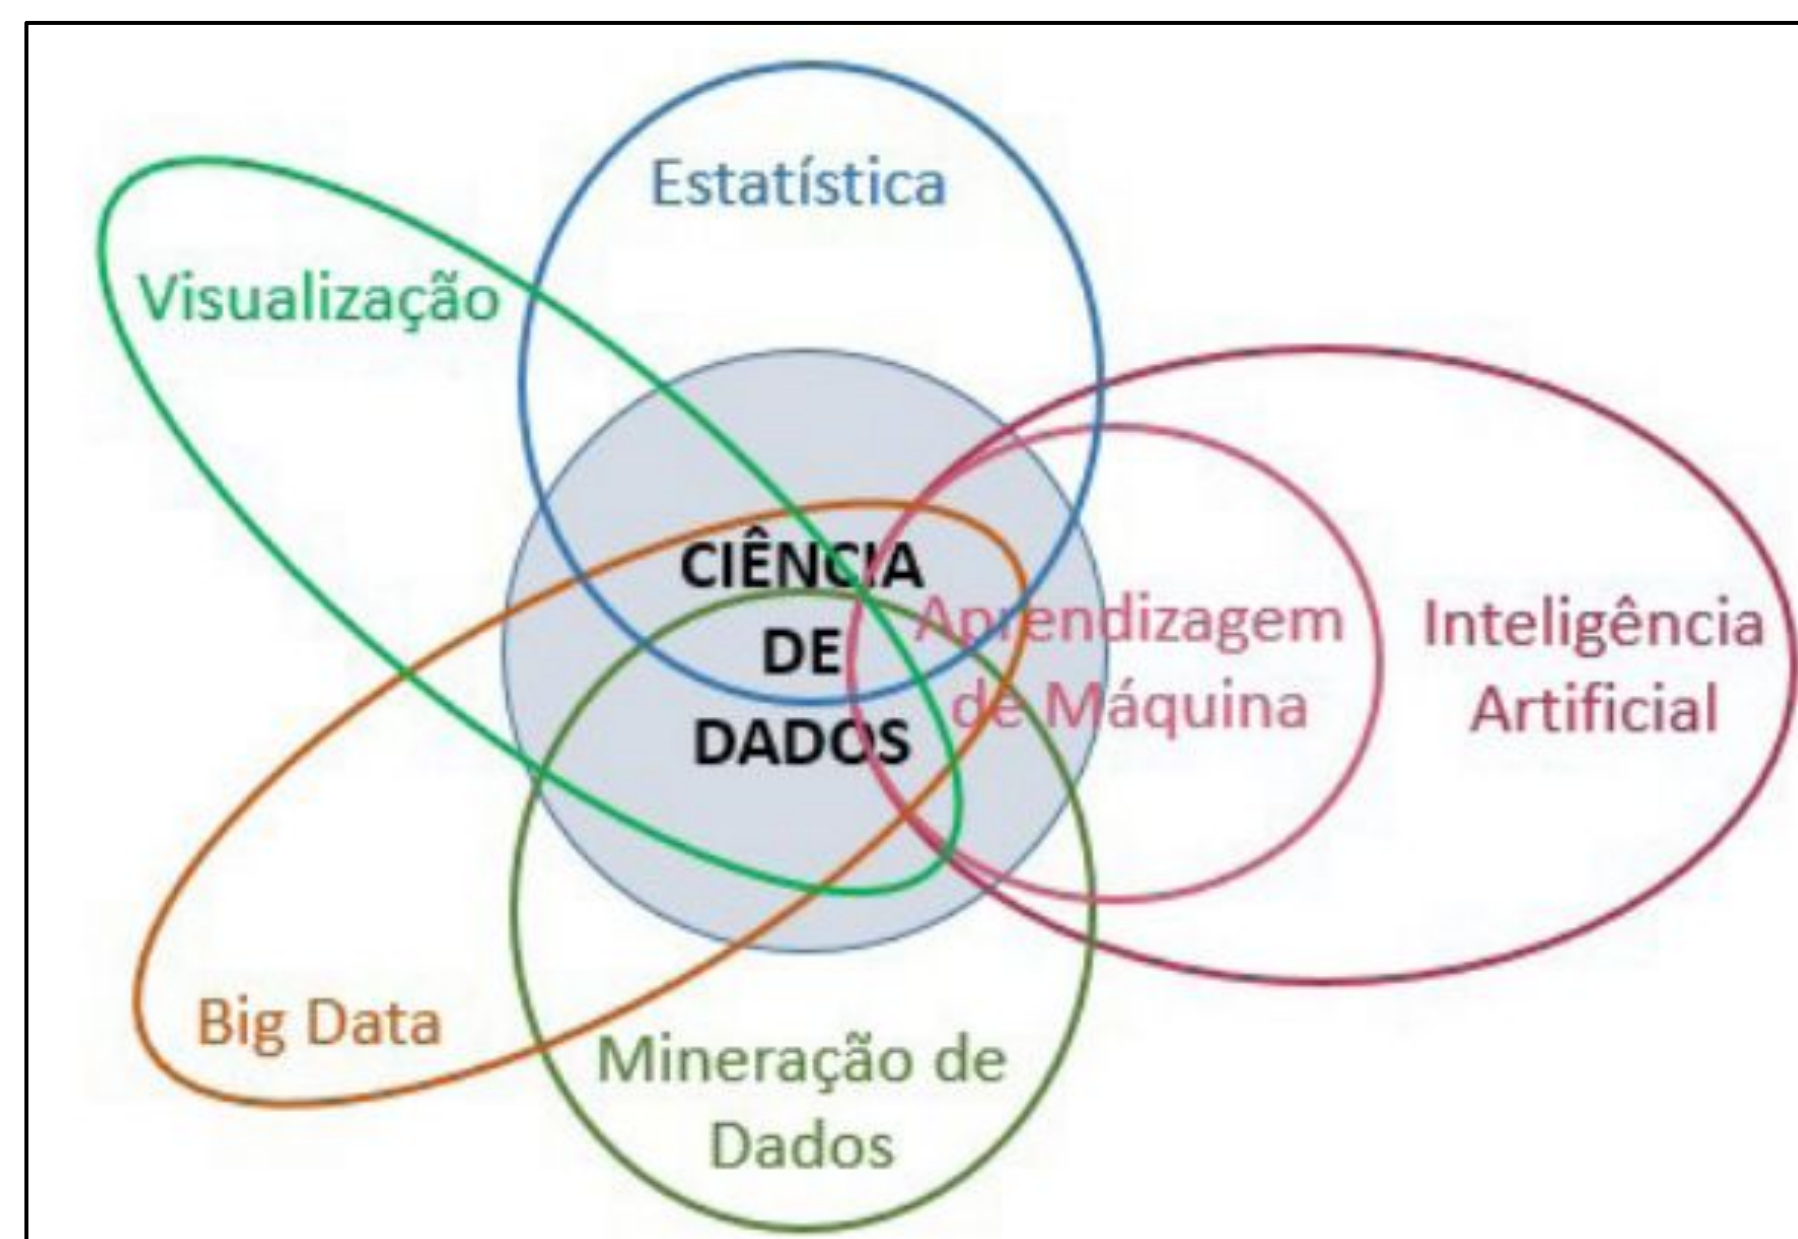 Estatística
Visualização
CIÊNCIA
DE
DADOS
Aprendizagem
de Máquina
Inteligência
Artificial
Big Data
Mineração de
Dados